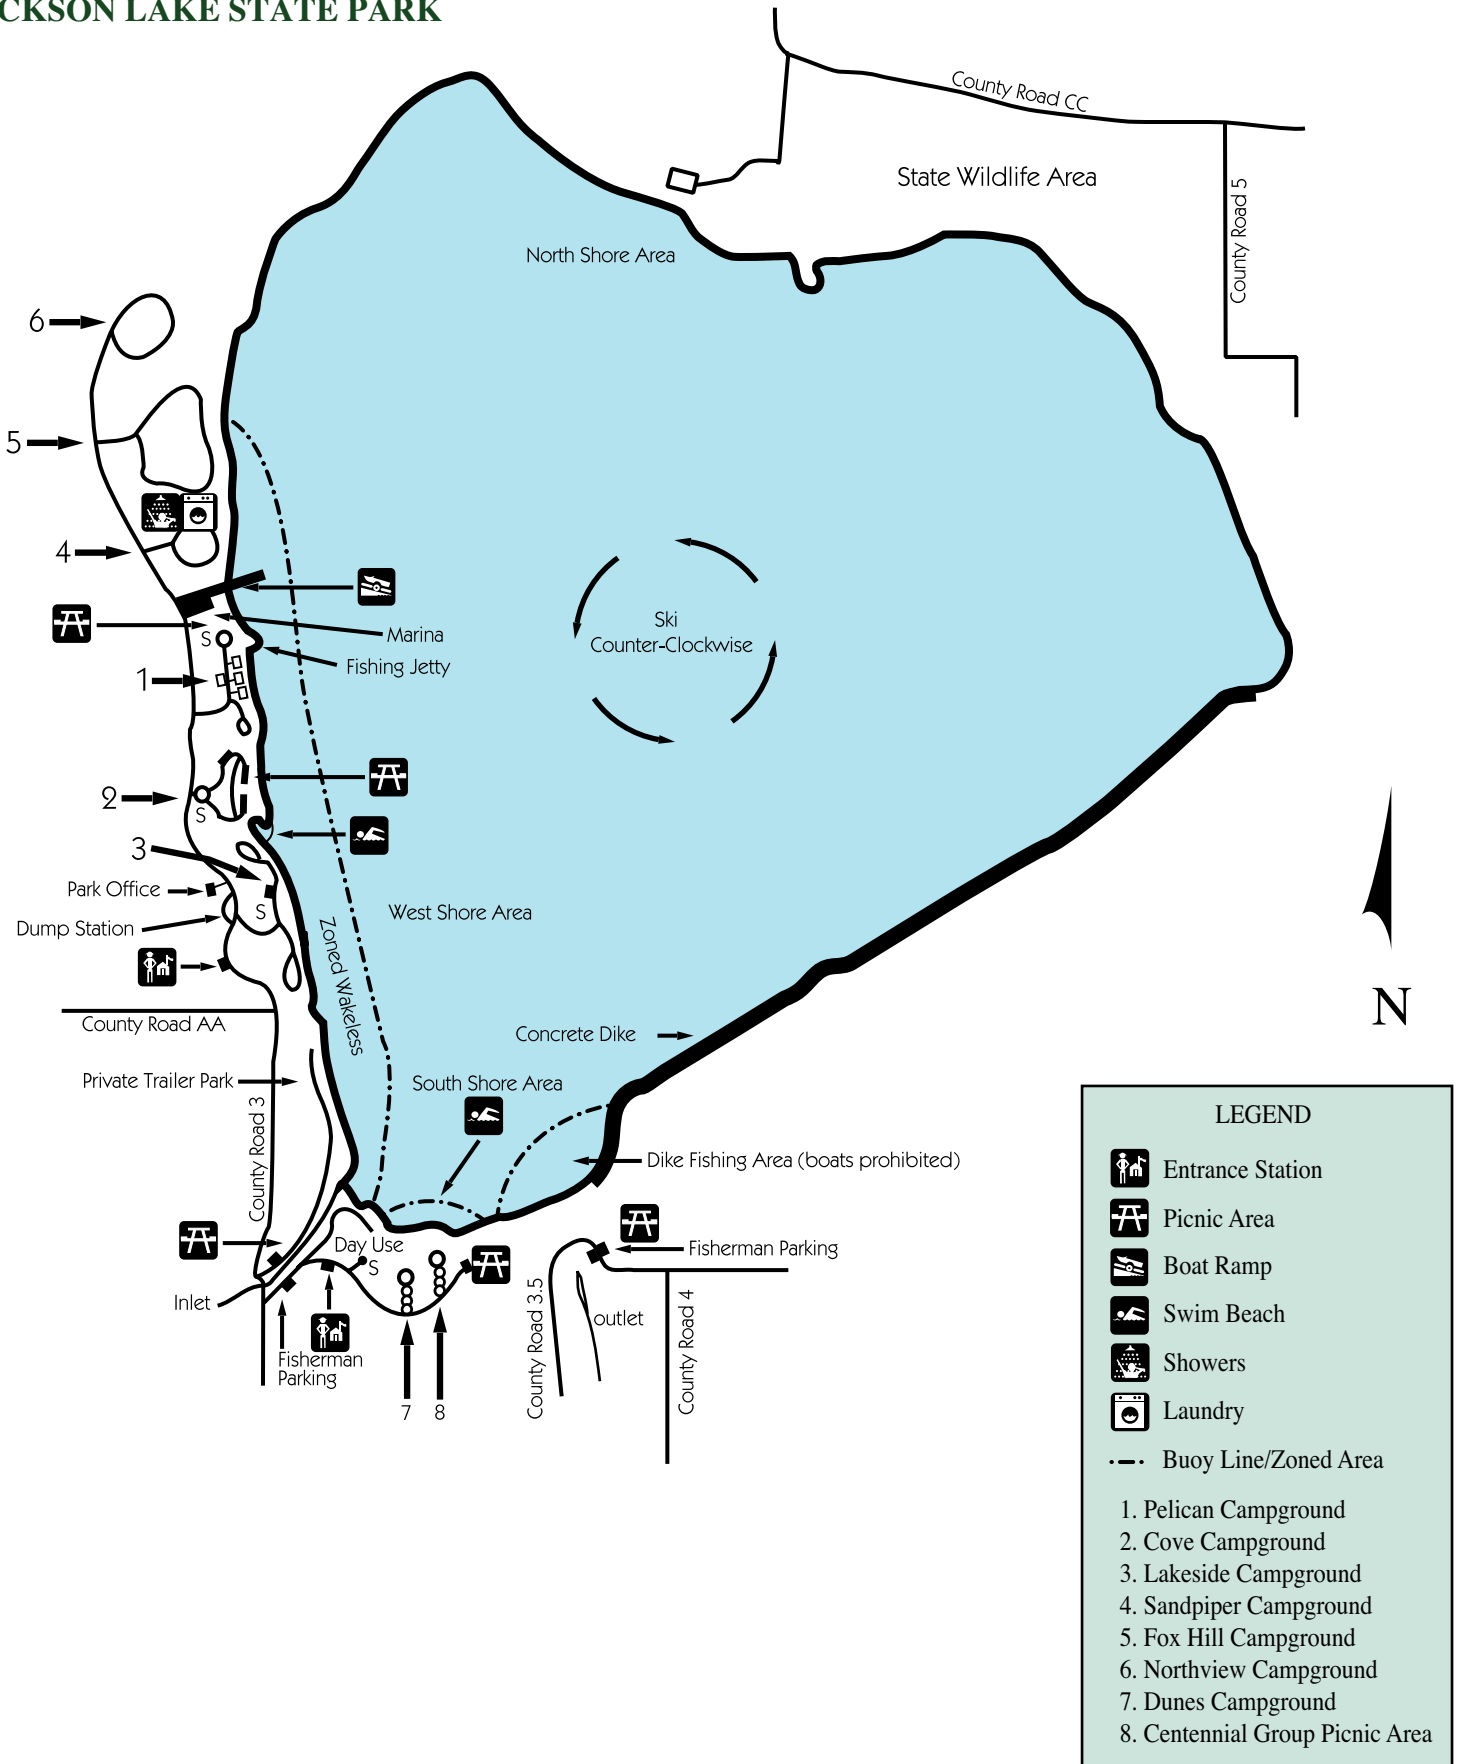 CKSON LAKE STATE PARK
County Road CC
State Wildlife Area
County Road 5
North Shore Area
6
5
4
Ski
Counter-Clockwise
S
Marina
Fishing Jetty
1
2
S
3
Park Office
S
West Shore Area
Dump Station
Zoned Wakeless
N
County Road AA
Concrete Dike
Private Trailer Park
South Shore Area
County Road 3
Dike Fishing Area (boats prohibited)
Day Use
S
Fisherman Parking
Inlet
County Road 3.5
outlet
County Road 4
Fisherman
Parking
7
8
LEGEND
Entrance Station
Picnic Area
Boat Ramp
Swim Beach
Showers
Laundry
Buoy Line/Zoned Area
1. Pelican Campground
2. Cove Campground
3. Lakeside Campground
4. Sandpiper Campground
5. Fox Hill Campground
6. Northview Campground
7. Dunes Campground
8. Centennial Group Picnic Area